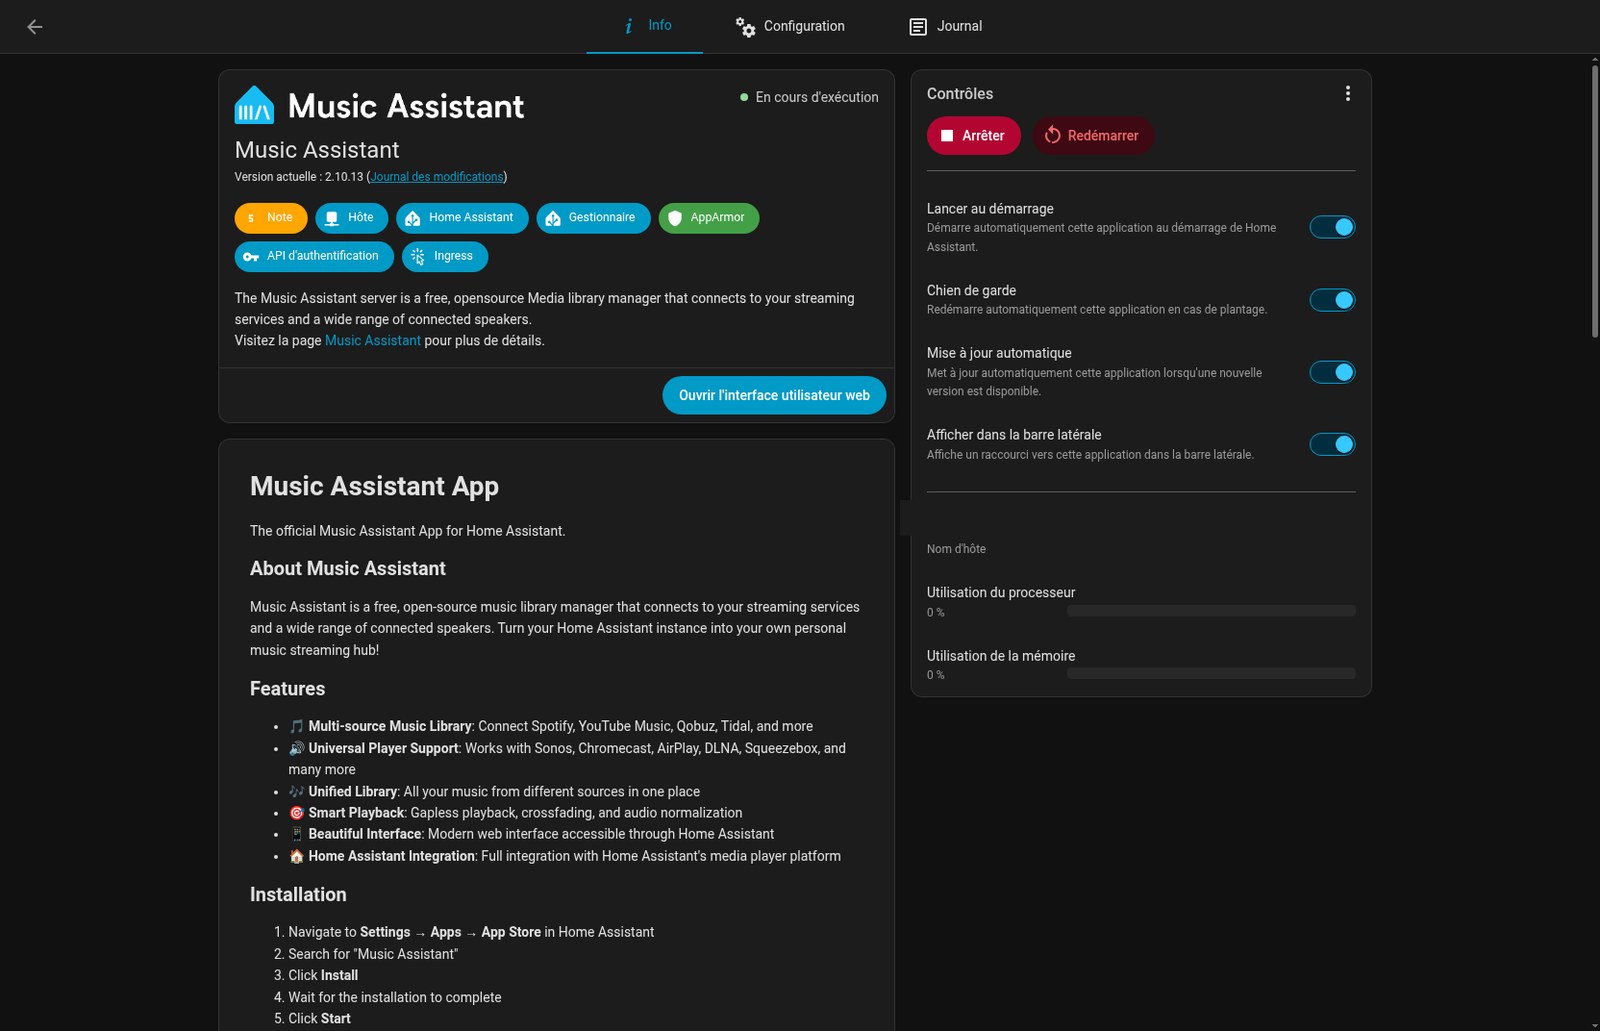 Info
Configuration
Journal
Music Assistant
En cours d'exécution
Music Assistant
Version actuelle : 2.10.13 (Journal des modifications)
5 Note
Hôte
Home Assistant
Gestionnaire
AppArmor
API d'authentification
Ingress
The Music Assistant server is a free, opensource Media library manager that connects to your streaming
services and a wide range of connected speakers.
Visitez la page Music Assistant pour plus de détails.
Ouvrir l'interface utilisateur web
Music Assistant App
The official Music Assistant App for Home Assistant.
About Music Assistant
Music Assistant is a free, open-source music library manager that connects to your streaming services
and a wide range of connected speakers. Turn your Home Assistant instance into your own personal
music streaming hub!
Features
• 🎵 Multi-source Music Library: Connect Spotify, YouTube Music, Qobuz, Tidal, and more
• 🔊 Universal Player Support: Works with Sonos, Chromecast, AirPlay, DLNA, Squeezebox, and
many more
• 🎶 Unified Library: All your music from different sources in one place
• 🎯 Smart Playback: Gapless playback, crossfading, and audio normalization
• 📱 Beautiful Interface: Modern web interface accessible through Home Assistant
• 🏠 Home Assistant Integration: Full integration with Home Assistant's media player platform
Installation
1. Navigate to Settings → Apps → App Store in Home Assistant
2. Search for "Music Assistant"
3. Click Install
4. Wait for the installation to complete
5. Click Start
Contrôles
Arrêter
Redémarrer
Lancer au démarrage
Démarre automatiquement cette application au démarrage de Home
Assistant.
Chien de garde
Redémarre automatiquement cette application en cas de plantage.
Mise à jour automatique
Met à jour automatiquement cette application lorsqu'une nouvelle
version est disponible.
Afficher dans la barre latérale
Affiche un raccourci vers cette application dans la barre latérale.
Nom d'hôte
Utilisation du processeur
0 %
Utilisation de la mémoire
0 %